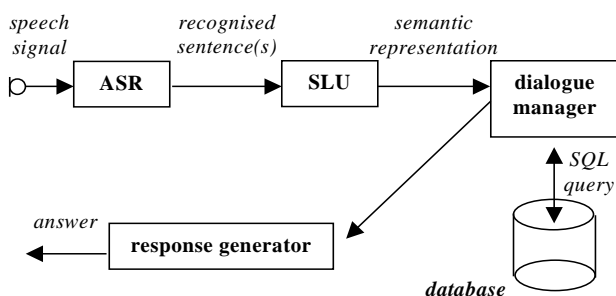 speech
signal
recognised
sentence(s)
semantic
representation
ASR
SLU
dialogue
manager
SQL
query
answer
response generator
database